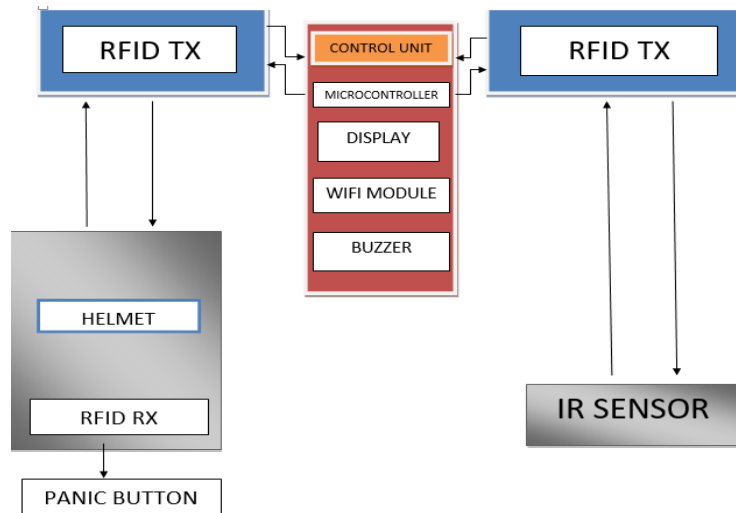 RFID TX
CONTROL UNIT
RFID TX
MICROCONTROLLER
DISPLAY
WIFI MODULE
BUZZER
HELMET
RFID RX
IR SENSOR
PANIC BUTTON